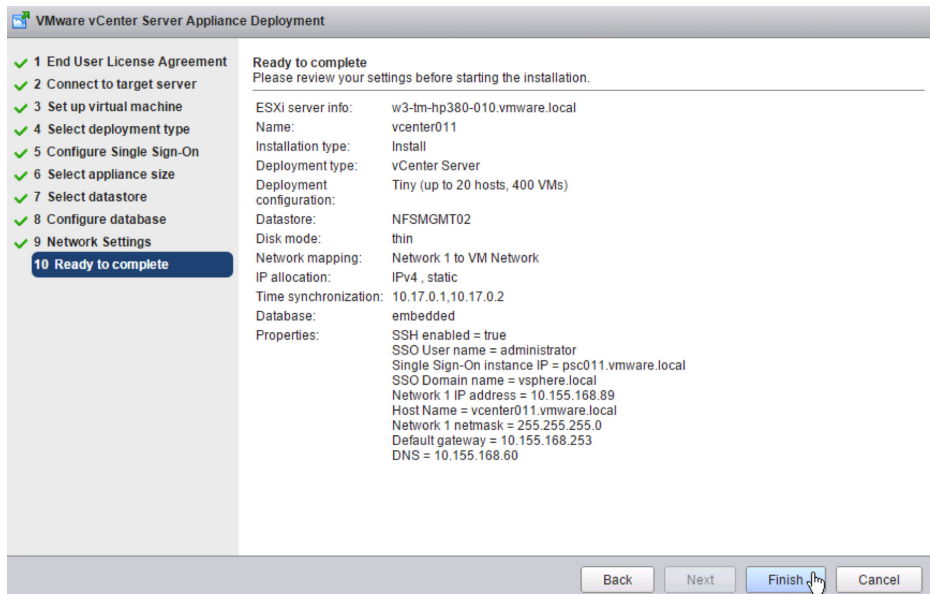 VMware vCenter Server Appliance Deployment
1 End User License Agreement
2 Connect to target server
3 Set up virtual machine
4 Select deployment type
5 Configure Single Sign-On
6 Select appliance size
7 Select datastore
8 Configure database
9 Network Settings
10 Ready to complete
Ready to complete
Please review your settings before starting the installation.
ESXi server info: w3-tm-hp380-010.vmware.local
Name: vcenter011
Installation type: Install
Deployment type: vCenter Server
Deployment configuration: Tiny (up to 20 hosts, 400 VMs)
Datastore: NFSMGMT02
Disk mode: thin
Network mapping: Network 1 to VM Network
IP allocation: IPv4 , static
Time synchronization: 10.17.0.1,10.17.0.2
Database: embedded
Properties: SSH enabled = true
SSO User name = administrator
Single Sign-On instance IP = psc011.vmware.local
SSO Domain name = vsphere.local
Network 1 IP address = 10.155.168.89
Host Name = vcenter011.vmware.local
Network 1 netmask = 255.255.255.0
Default gateway = 10.155.168.253
DNS = 10.155.168.60
Back Next Finish Cancel